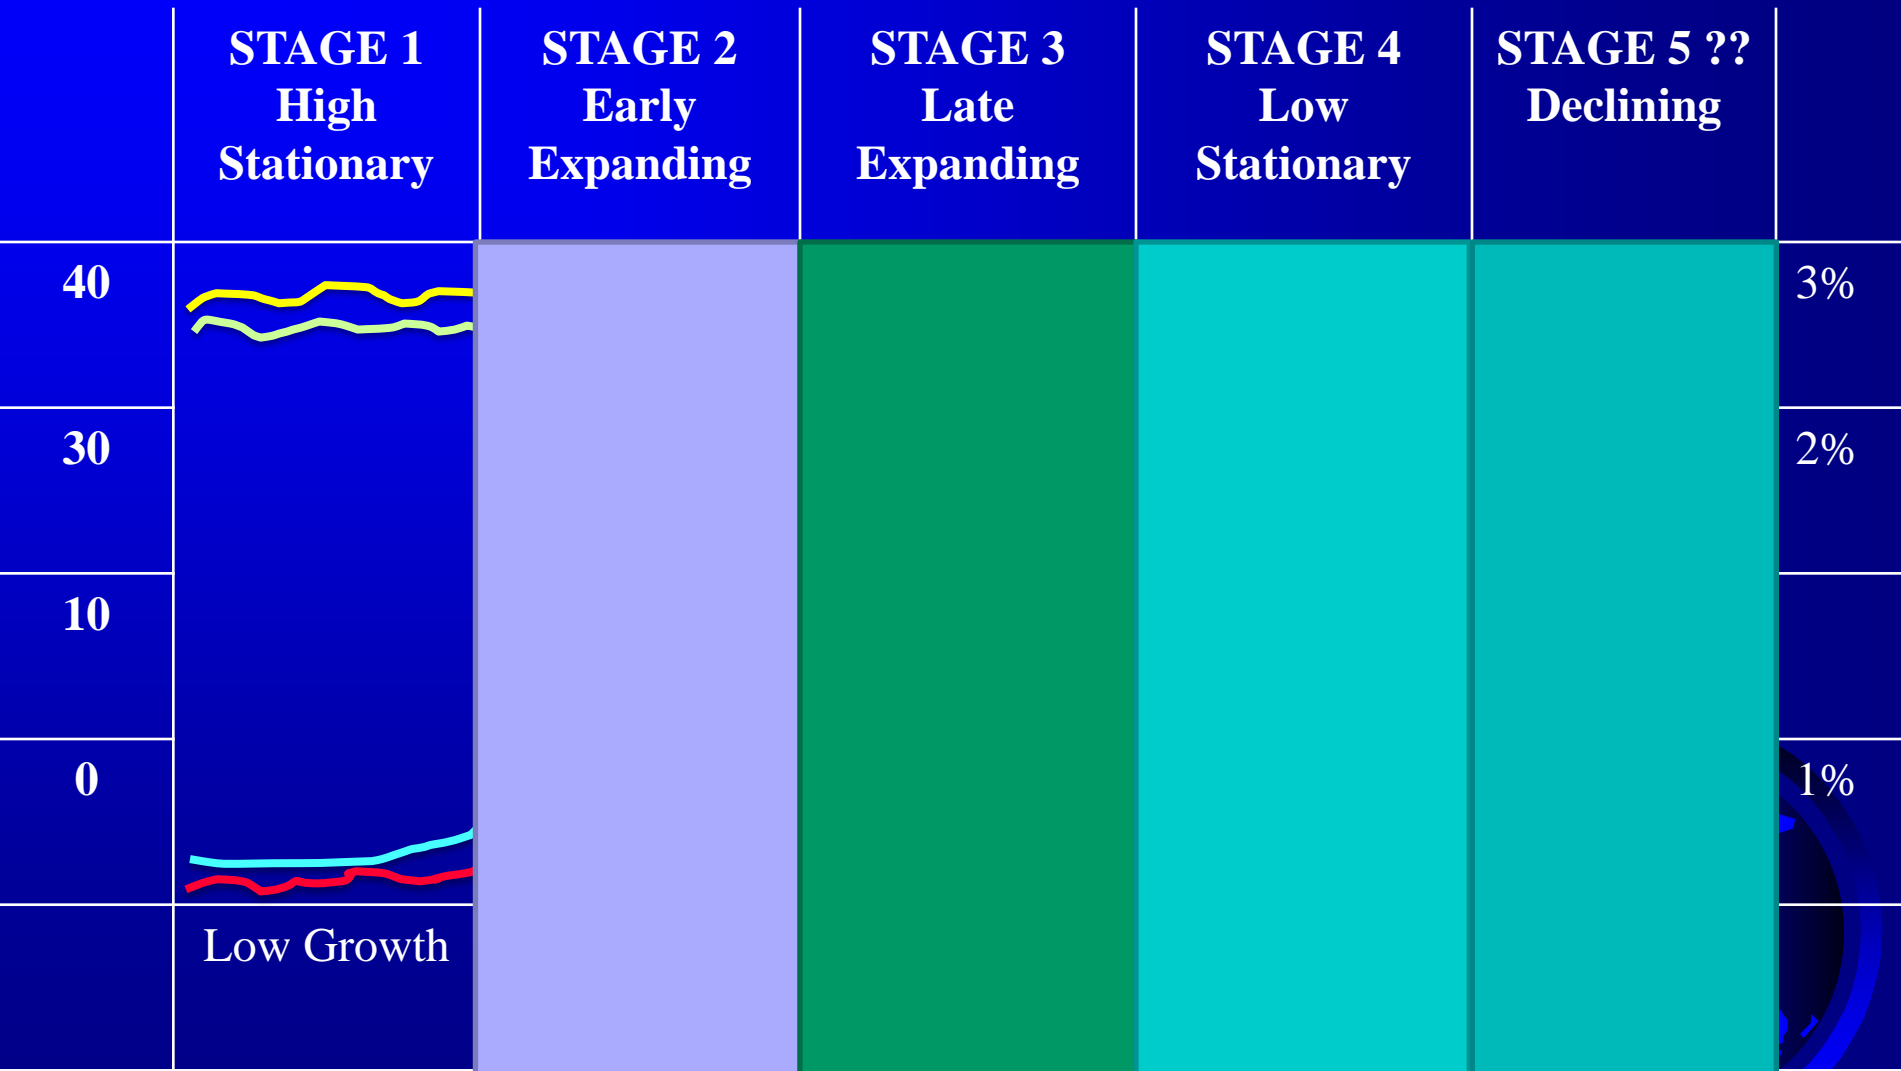 STAGE 1
High
Stationary
STAGE 2
Early
Expanding
STAGE 3
Late
Expanding
STAGE 4
Low
Stationary
STAGE 5 ??
Declining
40
3%
30
2%
10
0
1%
Low Growth